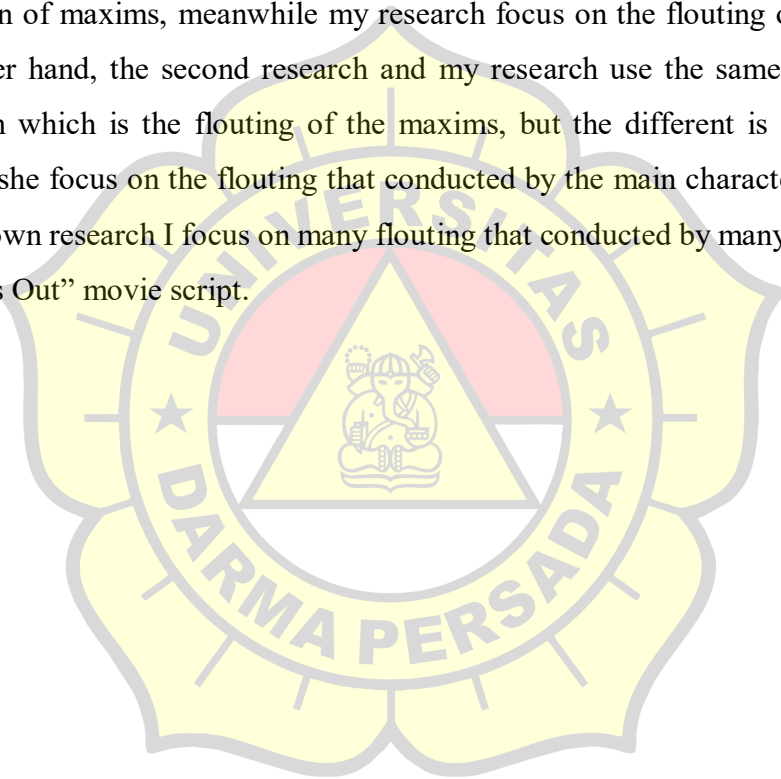 n of maxims, meanwhile my research focus on the flouting
er hand, the second research and my research use the same
n which is the flouting of the maxims, but the different is
she focus on the flouting that conducted by the main charact
own research I focus on many flouting that conducted by many
s Out” movie script.
UNIVERSITAS
DARMA PERSADA